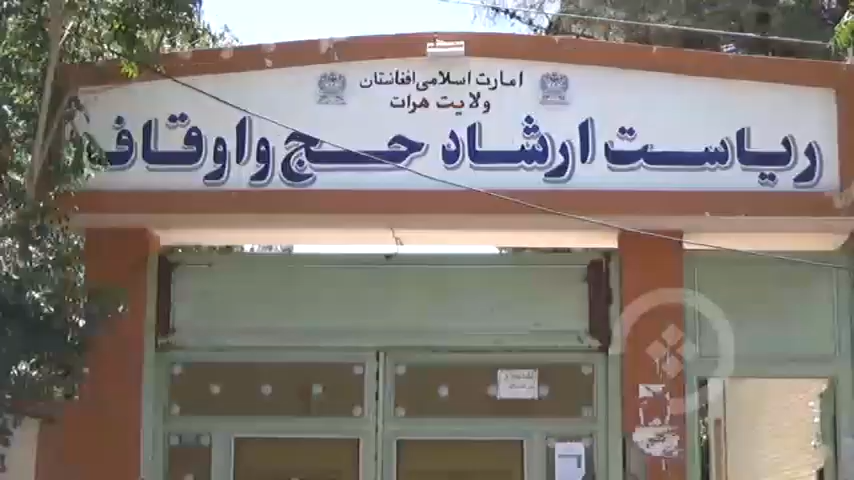 امارت اسلامی افغانستان
ولایت هرات
ریاست ارشاد حج و اوقاف